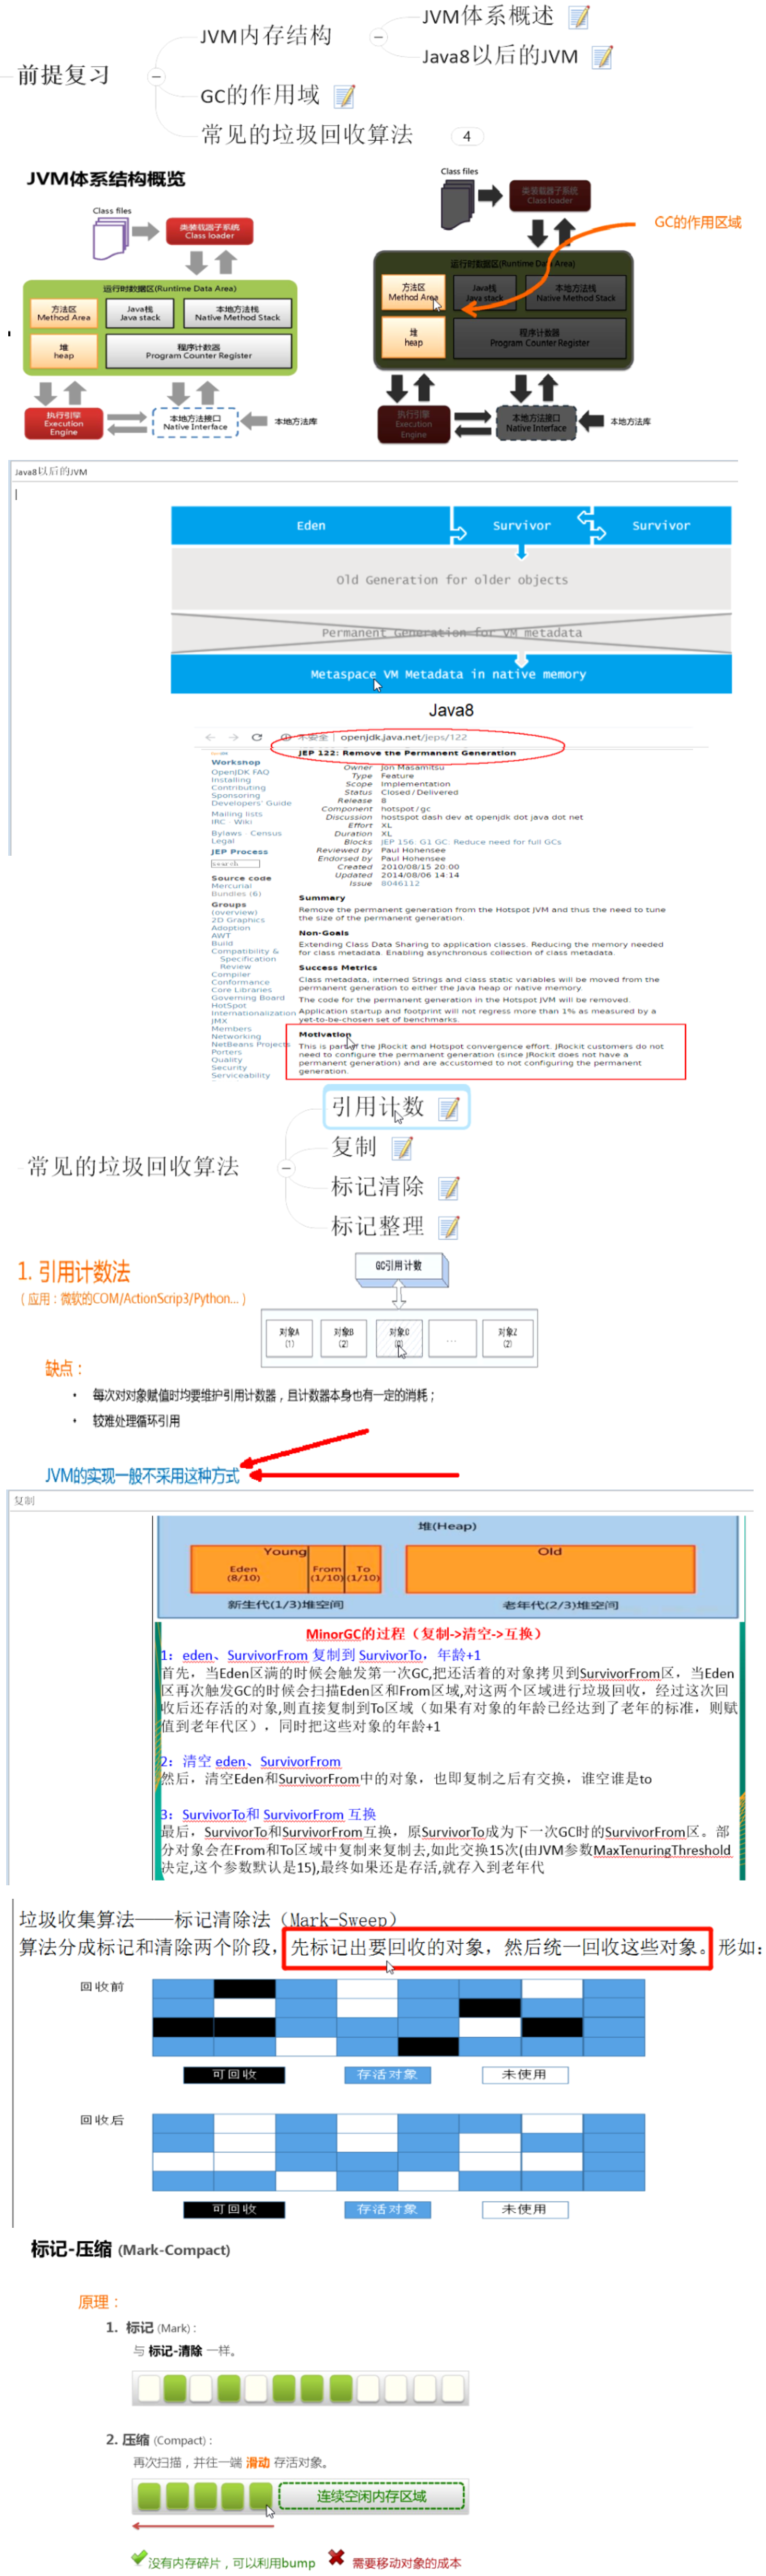 前提复习
JVM内存结构
JVM体系概述
Java8以后的JVM
GC的作用域
常见的垃圾回收算法
4
JVM体系结构概览
Class files
类装载器子系统
Class loader
运行时数据区(Runtime Data Area)
方法区
Method Area
Java栈
Java stack
本地方法栈
Native Method Stack
堆
heap
程序计数器
Program Counter Register
执行引擎
Execution
Engine
本地方法接口
Native Interface
本地方法库
Class files
类装载器子系统
Class loader
GC的作用区域
运行时数据区(Runtime Data Area)
方法区
Method Area
Java栈
Java stack
本地方法栈
Native Method Stack
堆
heap
程序计数器
Program Counter Register
执行引擎
Execution
Engine
本地方法接口
Native Interface
本地方法库
Java8以后的JVM
Eden
Survivor
Survivor
Old Generation for older objects
Permanent Generation for VM metadata
Metaspace VM Metadata in native memory
Java8
不安全 | openjdk.java.net/jeps/122
JEP 122: Remove the Permanent Generation
Workshop
OpenJDK FAQ
Installing
Contributing
Sponsoring
Developers' Guide
Mailing lists
IRC · Wiki
Bylaws · Census
Legal
JEP Process
search
Source code
Mercurial
Bundles (6)
Groups
(overview)
2D Graphics
Adoption
AWT
Build
Compatibility &
Specification
Review
Compiler
Conformance
Core Libraries
Governing Board
HotSpot
Internationalization
JMX
Members
Networking
NetBeans Projects
Porters
Quality
Security
Serviceability
Owner Jon Masamitsu
Type Feature
Scope Implementation
Status Closed / Delivered
Release 8
Component hotspot / gc
Discussion hostspot dash dev at openjdk dot java dot net
Effort XL
Duration XL
Blocks JEP 156: G1 GC: Reduce need for full GCs
Reviewed by Paul Hohensee
Endorsed by Paul Hohensee
Created 2010/08/15 20:00
Updated 2014/08/06 14:14
Issue 8046112
Summary
Remove the permanent generation from the Hotspot JVM and thus the need to tune
the size of the permanent generation.
Non-Goals
Extending Class Data Sharing to application classes. Reducing the memory needed
for class metadata. Enabling asynchronous collection of class metadata.
Success Metrics
Class metadata, interned Strings and class static variables will be moved from the
permanent generation to either the Java heap or native memory.
The code for the permanent generation in the Hotspot JVM will be removed.
Application startup and footprint will not regress more than 1% as measured by a
yet-to-be-chosen set of benchmarks.
Motivation
This is part of the JRockit and Hotspot convergence effort. JRockit customers do not
need to configure the permanent generation (since JRockit does not have a
permanent generation) and are accustomed to not configuring the permanent
generation.
常见的垃圾回收算法
引用计数
复制
标记清除
标记整理
1. 引用计数法
（应用：微软的COM/ActionScrip3/Python...）
GC引用计数
对象A
(1)
对象B
(2)
对象C
(0)
...
对象Z
(2)
缺点：
• 每次对对象赋值时均要维护引用计数器，且计数器本身也有一定的消耗；
• 较难处理循环引用
JVM的实现一般不采用这种方式
复制
堆(Heap)
Young
Eden
(8/10)
From
(1/10)
To
(1/10)
Old
新生代(1/3)堆空间
老年代(2/3)堆空间
MinorGC的过程（复制->清空->互换）
1：eden、SurvivorFrom 复制到 SurvivorTo，年龄+1
首先，当Eden区满的时候会触发第一次GC,把还活着的对象拷贝到SurvivorFrom区，当Eden
区再次触发GC的时候会扫描Eden区和From区域,对这两个区域进行垃圾回收，经过这次回
收后还存活的对象,则直接复制到To区域（如果有对象的年龄已经达到了老年的标准，则赋
值到老年代区），同时把这些对象的年龄+1
2：清空 eden、SurvivorFrom
然后，清空Eden和SurvivorFrom中的对象，也即复制之后有交换，谁空谁是to
3：SurvivorTo和 SurvivorFrom 互换
最后，SurvivorTo和SurvivorFrom互换，原SurvivorTo成为下一次GC时的SurvivorFrom区。部
分对象会在From和To区域中复制来复制去,如此交换15次(由JVM参数MaxTenuringThreshold
决定,这个参数默认是15),最终如果还是存活,就存入到老年代
垃圾收集算法——标记清除法（Mark-Sweep）
算法分成标记和清除两个阶段，先标记出要回收的对象，然后统一回收这些对象。形如：
回收前
可回收
存活对象
未使用
回收后
可回收
存活对象
未使用
标记-压缩 (Mark-Compact)
原理：
1. 标记 (Mark)：
与 标记-清除 一样。
2. 压缩 (Compact)：
再次扫描，并往一端 滑动 存活对象。
连续空闲内存区域
没有内存碎片，可以利用bump
需要移动对象的成本